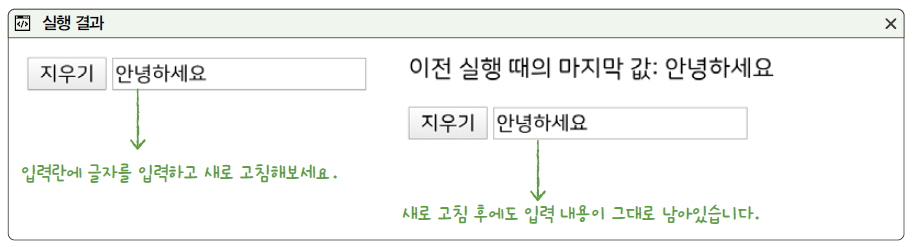 실행 결과
지우기 안녕하세요
입력란에 글자를 입력하고 새로 고침해보세요.
이전 실행 때의 마지막 값: 안녕하세요
지우기 안녕하세요
새로 고침 후에도 입력 내용이 그대로 남아있습니다.